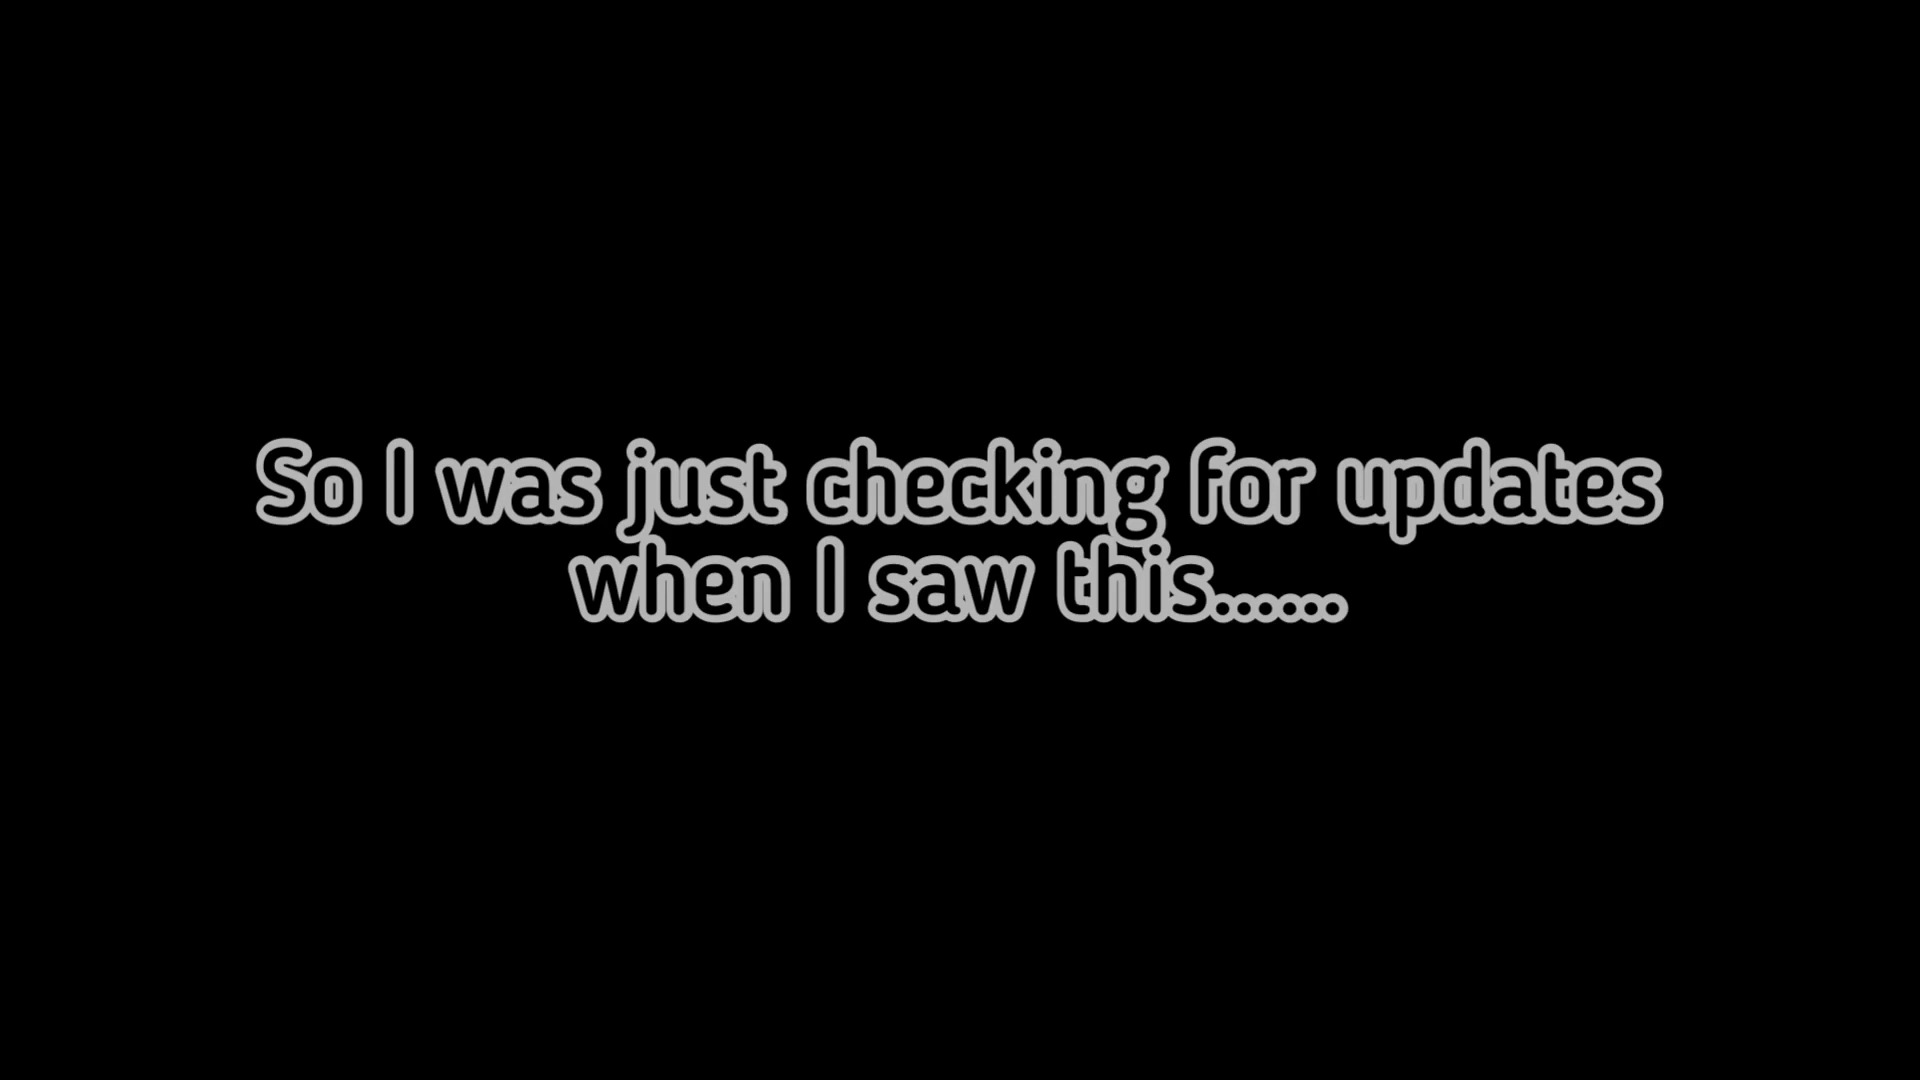 So I was just checking for updates
when I saw this......